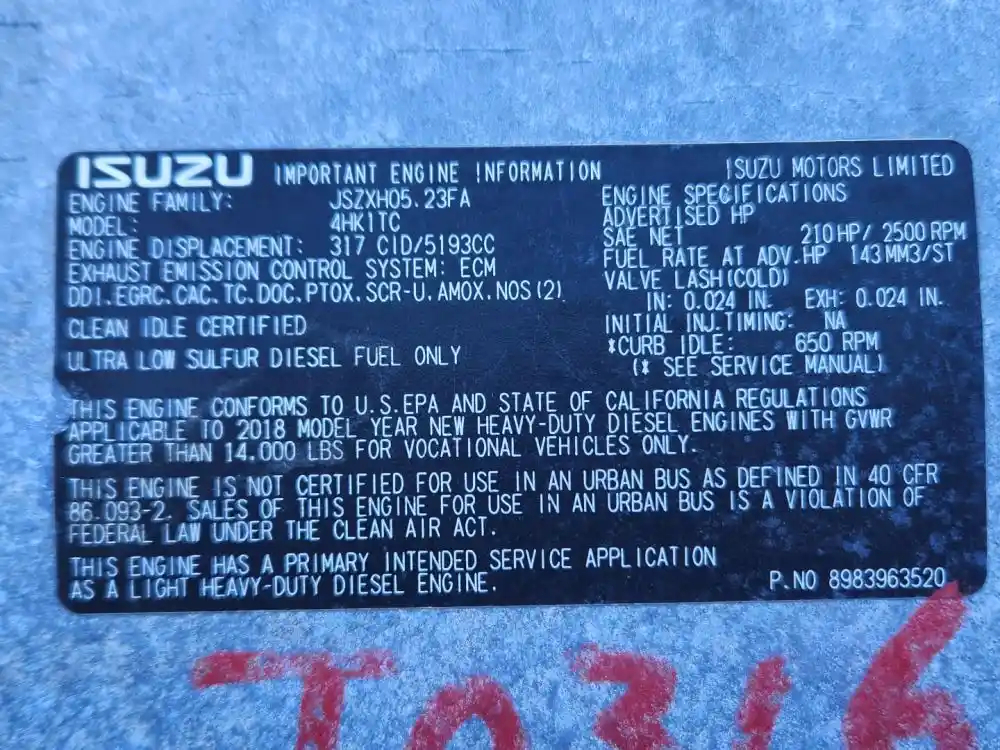 ISUZU IMPORTANT ENGINE INFORMATION ISUZU MOTORS LIMITED
ENGINE FAMILY: JSZXH05.23FA
MODEL: 4HK1TC
ENGINE DISPLACEMENT: 317 CID/5193CC
EXHAUST EMISSION CONTROL SYSTEM: ECM
DDI.EGRC.CAC.TC.DOC.PTOX.SCR-U.AMOX.NOS(2)
CLEAN IDLE CERTIFIED
ULTRA LOW SULFUR DIESEL FUEL ONLY
ENGINE SPECIFICATIONS
ADVERTISED HP
SAE NET 210HP/ 2500RPM
FUEL RATE AT ADV.HP 143MM3/ST
VALVE LASH(COLD)
IN: 0.024 IN. EXH: 0.024 IN.
INITIAL INJ.TIMING: NA
*CURB IDLE: 650 RPM
(* SEE SERVICE MANUAL)
THIS ENGINE CONFORMS TO U.S.EPA AND STATE OF CALIFORNIA REGULATIONS
APPLICABLE TO 2018 MODEL YEAR NEW HEAVY-DUTY DIESEL ENGINES WITH GVWR
GREATER THAN 14.000 LBS FOR VOCATIONAL VEHICLES ONLY.
THIS ENGINE IS NOT CERTIFIED FOR USE IN AN URBAN BUS AS DEFINED IN 40 CFR
86.093-2. SALES OF THIS ENGINE FOR USE IN AN URBAN BUS IS A VIOLATION OF
FEDERAL LAW UNDER THE CLEAN AIR ACT.
THIS ENGINE HAS A PRIMARY INTENDED SERVICE APPLICATION
AS A LIGHT HEAVY-DUTY DIESEL ENGINE.
P.NO 8983963520
TO316